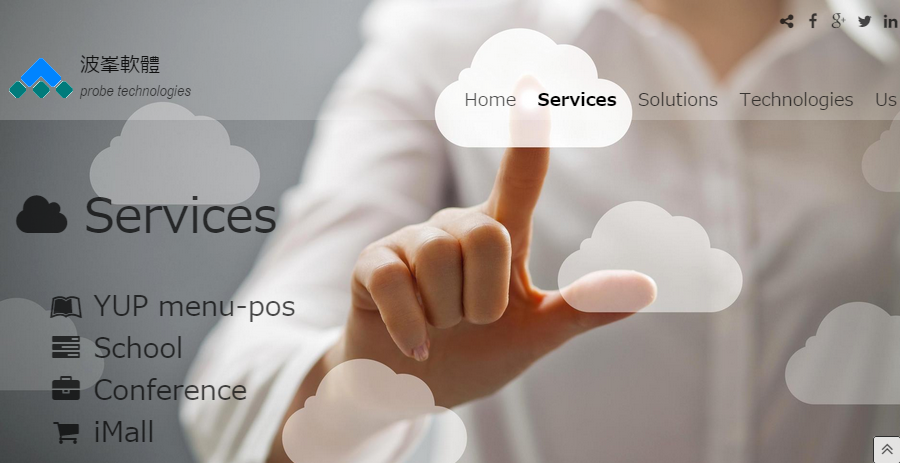 波峯軟體
probe technologies
Home Services Solutions Technologies Us
Services
YUP menu-pos
School
Conference
iMall